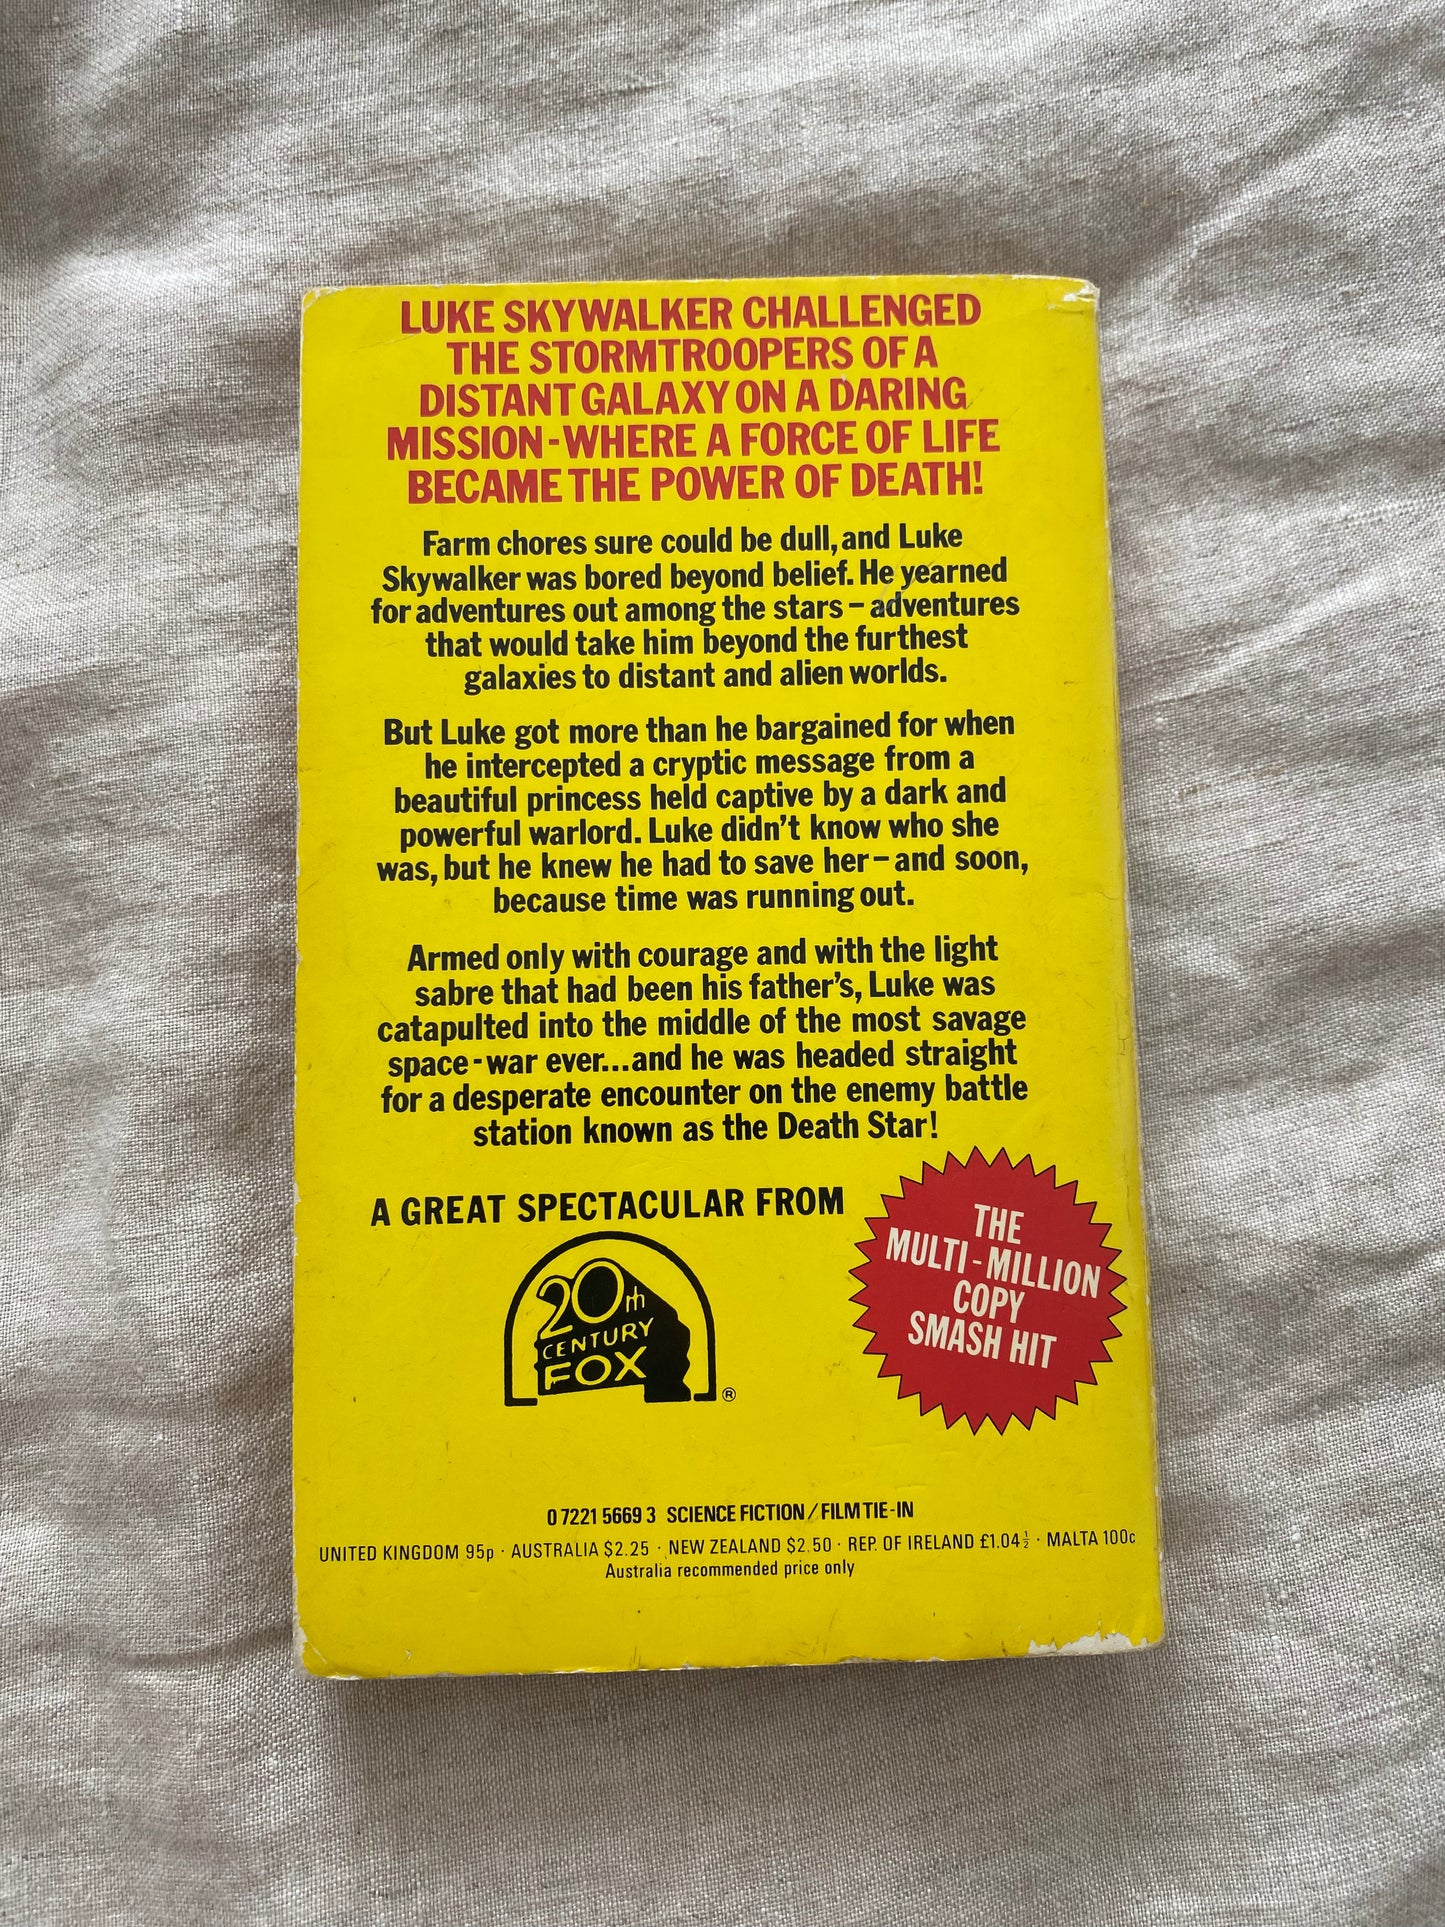 LUKE SKYWALKER CHALLENGED
THE STORMTROOPERS OF A
DISTANT GALAXY ON A DARING
MISSION-WHERE A FORCE OF LIFE
BECAME THE POWER OF DEATH!
Farm chores sure could be dull, and Luke
Skywalker was bored beyond belief. He yearned
for adventures out among the stars – adventures
that would take him beyond the furthest
galaxies to distant and alien worlds.
But Luke got more than he bargained for when
he intercepted a cryptic message from a
beautiful princess held captive by a dark and
powerful warlord. Luke didn't know who she
was, but he knew he had to save her – and soon,
because time was running out.
Armed only with courage and with the light
sabre that had been his father's, Luke was
catapulted into the middle of the most savage
space-war ever...and he was headed straight
for a desperate encounter on the enemy battle
station known as the Death Star!
A GREAT SPECTACULAR FROM
20th
CENTURY
FOX
®
THE
MULTI-MILLION
COPY
SMASH HIT
0 7221 5669 3 SCIENCE FICTION/FILM TIE-IN
UNITED KINGDOM 95p · AUSTRALIA $2.25 · NEW ZEALAND $2.50 · REP. OF IRELAND £1.04½ · MALTA 100c
Australia recommended price only